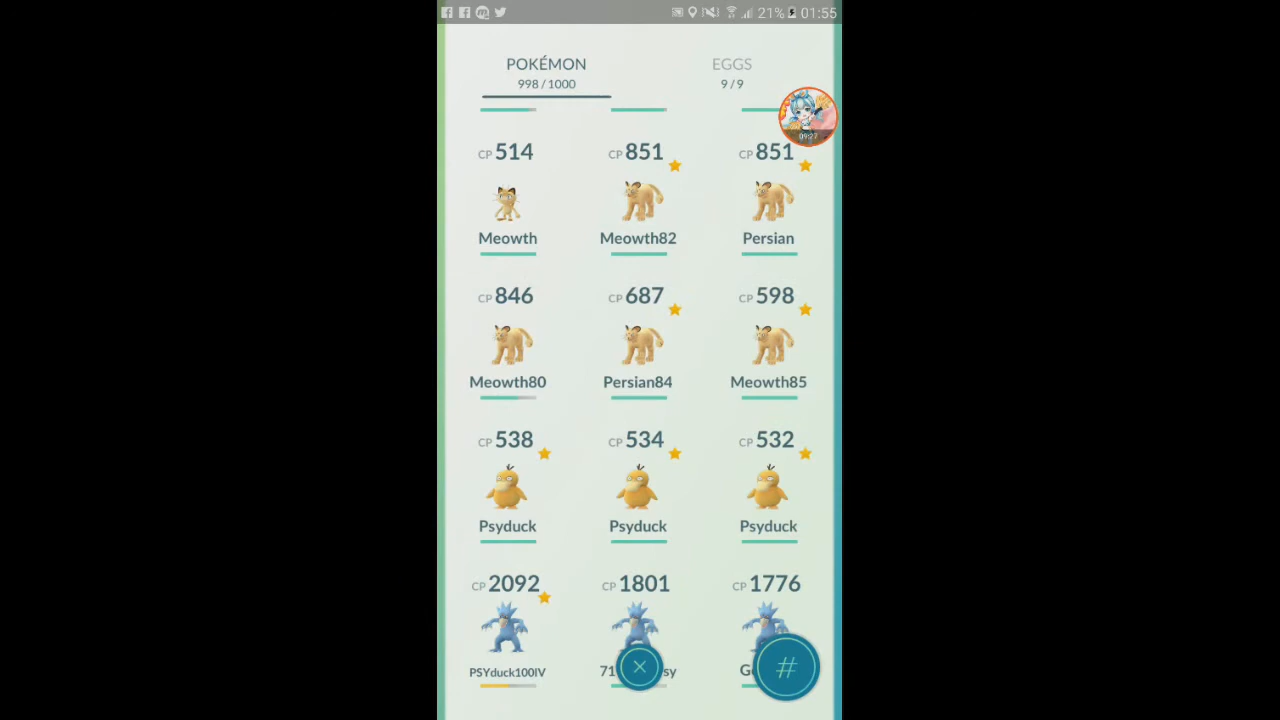 21% 01:55
POKÉMON EGGS
998 / 1000 9 / 9
09:27
CP 514 CP 851 CP 851
Meowth Meowth82 Persian
CP 846 CP 687 CP 598
Meowth80 Persian84 Meowth85
CP 538 CP 534 CP 532
Psyduck Psyduck Psyduck
CP 2092 CP 1801 CP 1776
PSYduck100IV
#